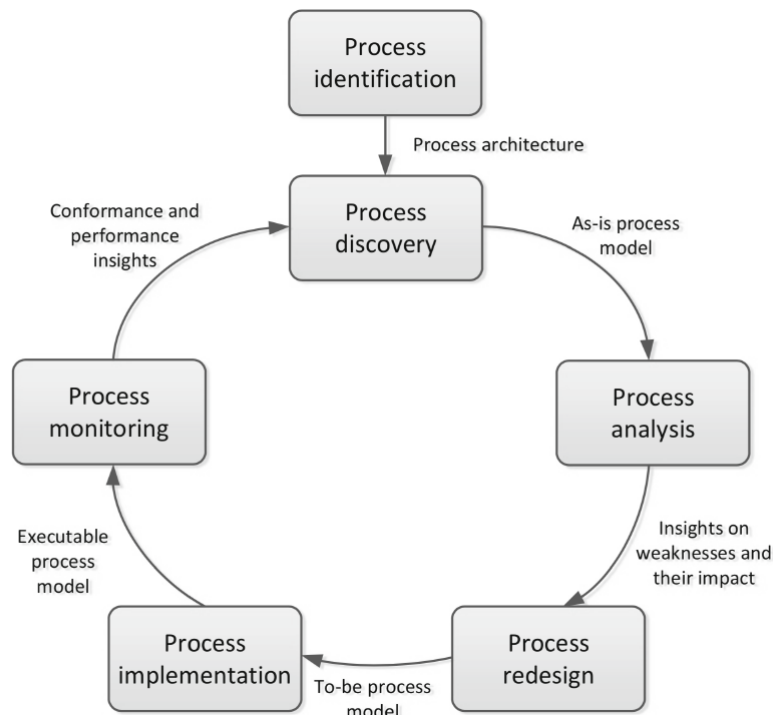 Process
identification
Process architecture
Process
discovery
Conformance and
performance
insights
As-is process
model
Process
monitoring
Process
analysis
Executable
process
model
Insights on
weaknesses and
their impact
Process
implementation
Process
redesign
To-be process
model